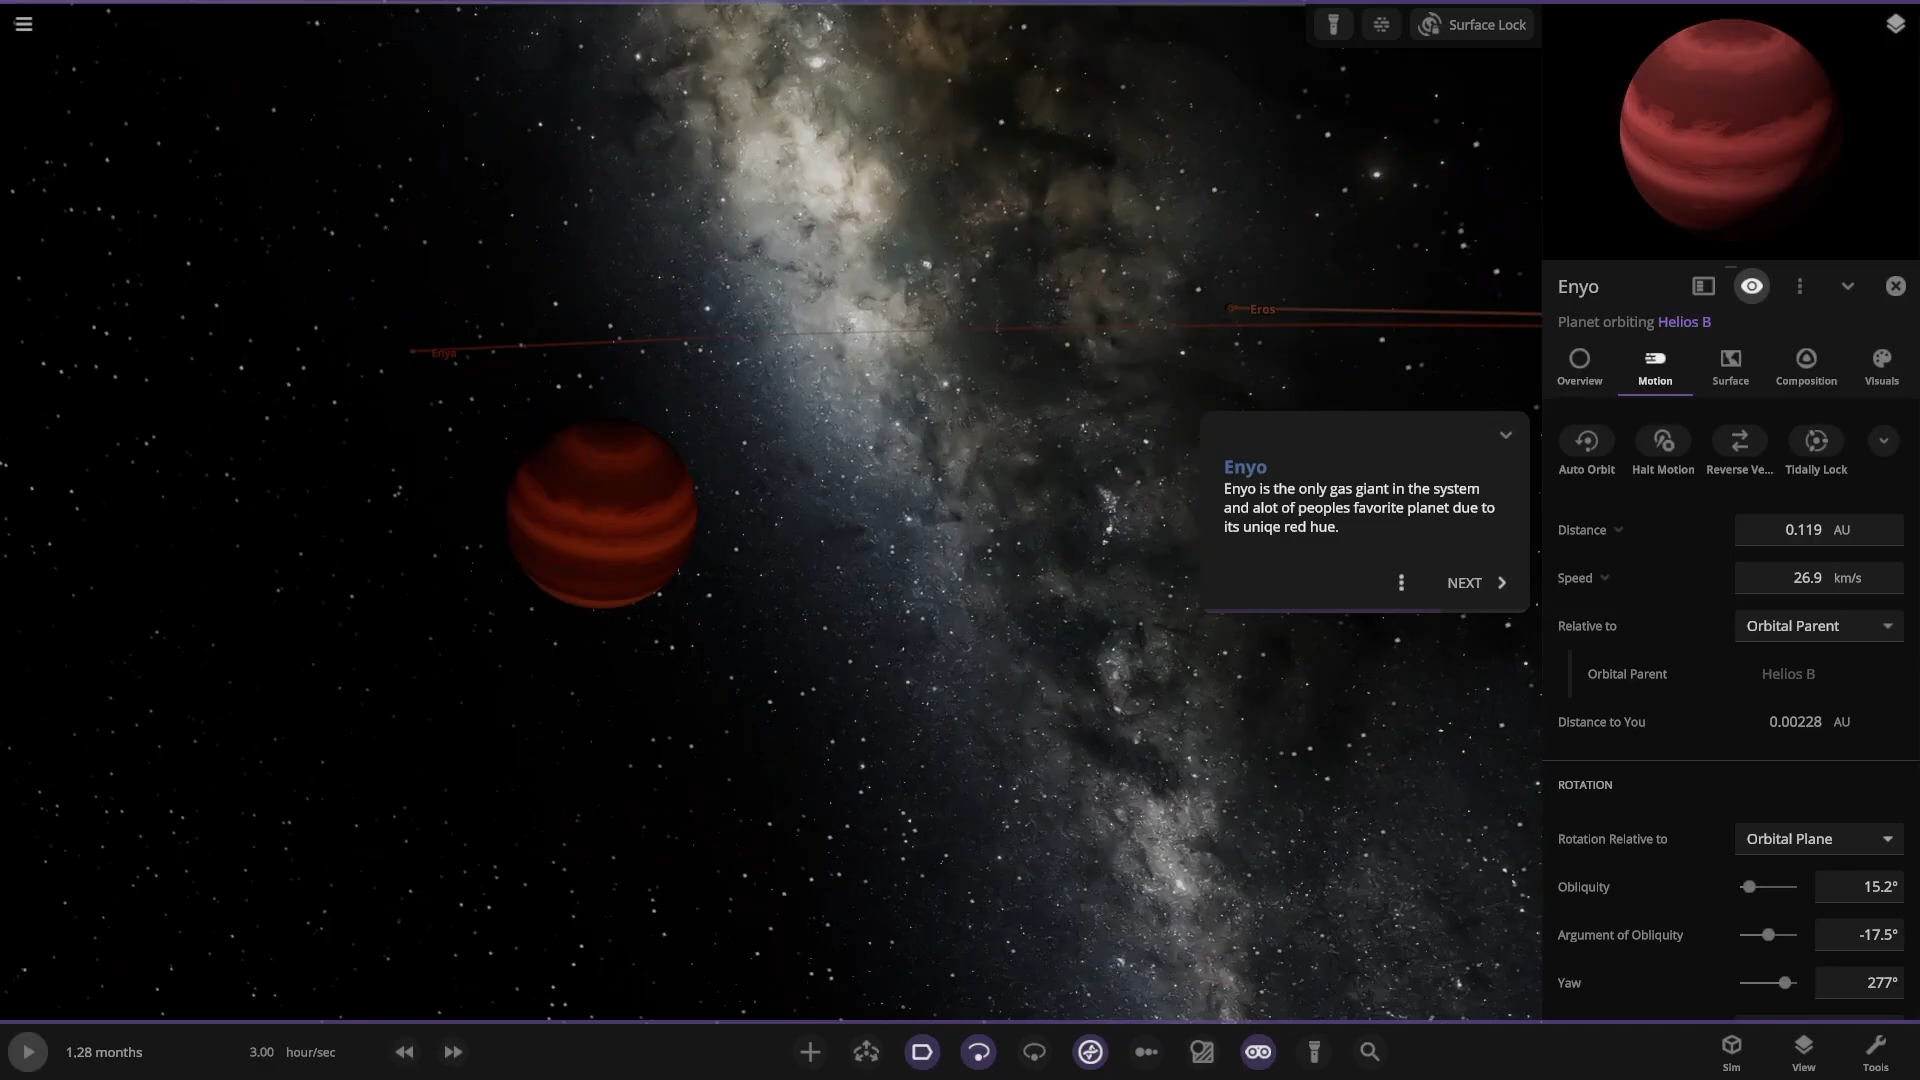 Surface Lock
Eros
Enya
Enyo
Planet orbiting Helios B
Overview
Motion
Surface
Composition
Visuals
Auto Orbit
Halt Motion
Reverse Ve...
Tidally Lock
Enyo
Enyo is the only gas giant in the system
and alot of peoples favorite planet due to
its uniqe red hue.
NEXT
Distance 0.119 AU
Speed 26.9 km/s
Relative to Orbital Parent
Orbital Parent Helios B
Distance to You 0.00228 AU
ROTATION
Rotation Relative to Orbital Plane
Obliquity 15.2°
Argument of Obliquity -17.5°
Yaw 277°
1.28 months
3.00 hour/sec
Sim
View
Tools